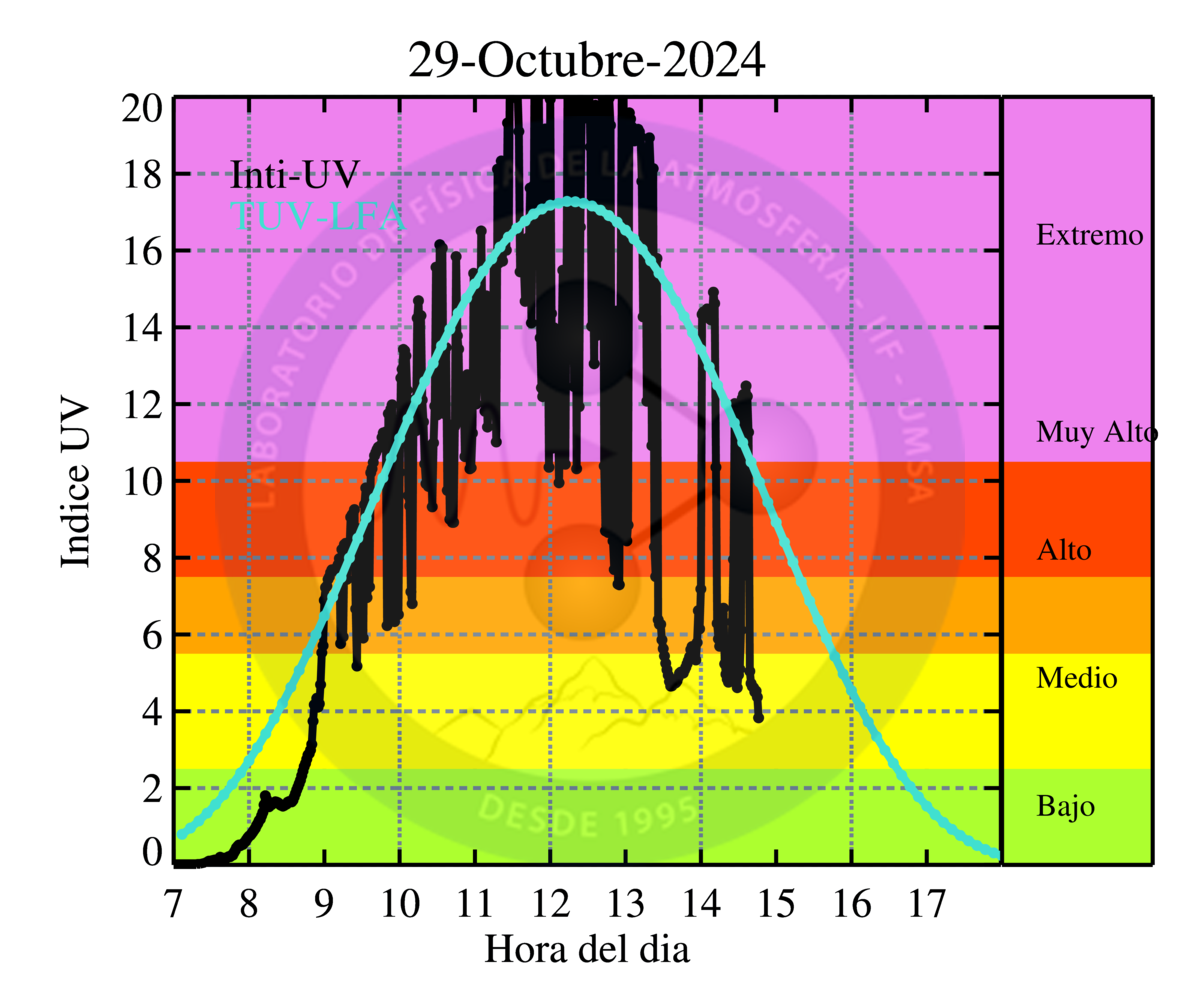 29-Octubre-2024
20
18
16
14
12
10
8
6
4
2
0
Indice UV
Inti-UV
TUV-LFA
LABORATORIO DE FÍSICA DE LA ATMÓSFERA - IIF - UMSA
DESDE 1995
Extremo
Muy Alto
Alto
Medio
Bajo
7 8 9 10 11 12 13 14 15 16 17
Hora del dia